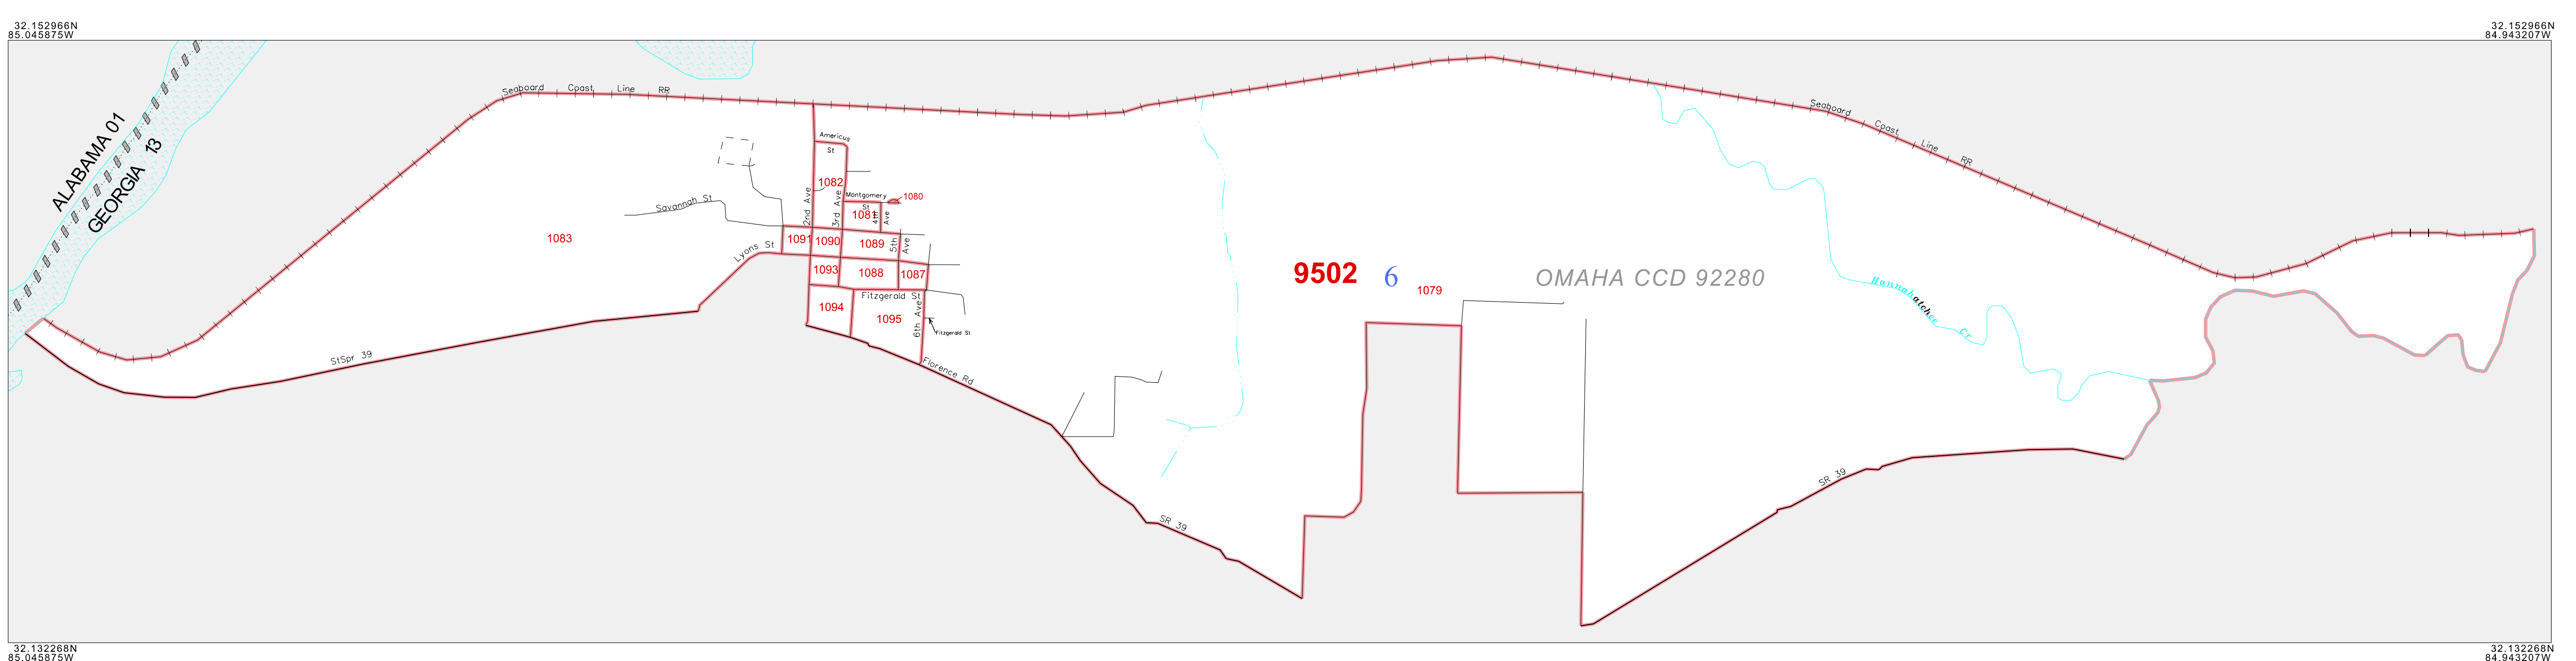 32.152966N
85.045875W
32.152966N
84.943207W
ALABAMA 01
GEORGIA 13
Seaboard Coast Line RR
Seaboard Coast Line RR
Americus
St
1082
2nd Ave
3rd Ave
Montgomery
St
1080
1081
4th
Ave
Savannah St
1083
Lyons St
1091
1090
1089
5th
Ave
1093
1088
1087
Fitzgerald St
1094
1095
6th Ave
Fitzgerald St
9502
6
1079
OMAHA CCD 92280
Hannahatchee Cr
StSpr 39
Florence Rd
SR 39
SR 39
32.132268N
85.045875W
32.132268N
84.943207W